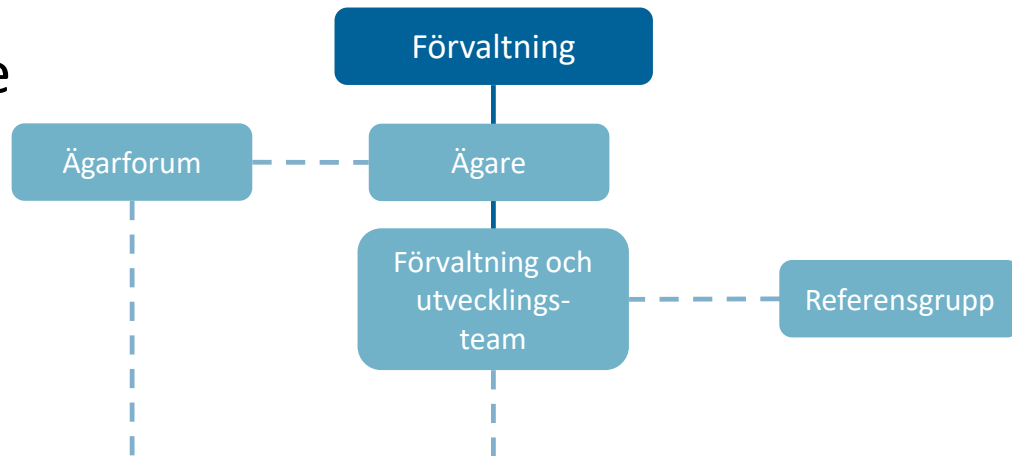 Förvaltning
e
Ägarforum
Ägare
Förvaltning och
utvecklings-
team
Referensgrupp